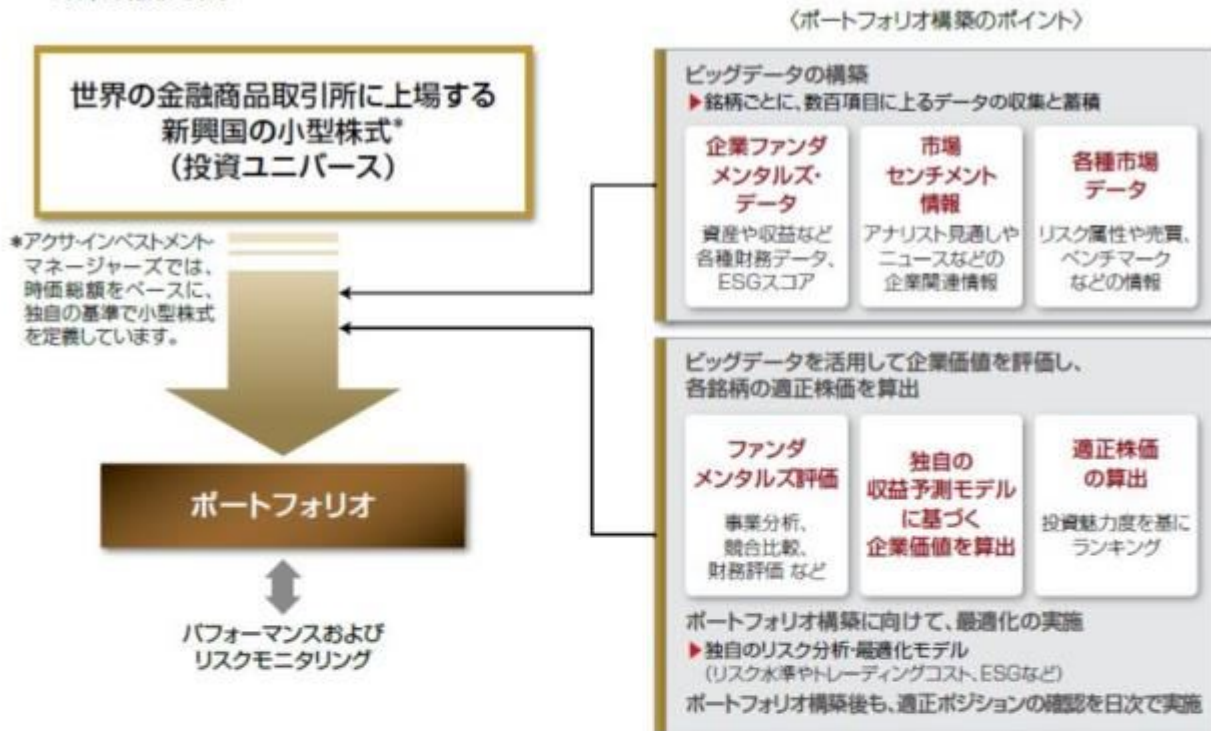 〈ポートフォリオ構築のポイント〉
世界の金融商品取引所に上場する
新興国の小型株式*
(投資ユニバース)
*アクサ・インベストメント・
マネージャーズでは、
時価総額をベースに、
独自の基準で小型株式
を定義しています。
ポートフォリオ
パフォーマンスおよび
リスクモニタリング
ビッグデータの構築
▶銘柄ごとに、数百項目に上るデータの収集と蓄積
企業ファンダ
メンタルズ・
データ
資産や収益など
各種財務データ、
ESGスコア
市場
センチメント
情報
アナリスト見通しや
ニュースなどの
企業関連情報
各種市場
データ
リスク属性や売買、
ベンチマーク
などの情報
ビッグデータを活用して企業価値を評価し、
各銘柄の適正株価を算出
ファンダ
メンタルズ評価
事業分析、
競合比較、
財務評価 など
独自の
収益予測モデル
に基づく
企業価値を算出
適正株価
の算出
投資魅力度を基に
ランキング
ポートフォリオ構築に向けて、最適化の実施
▶独自のリスク分析・最適化モデル
(リスク水準やトレーディングコスト、ESGなど)
ポートフォリオ構築後も、適正ポジションの確認を日次で実施